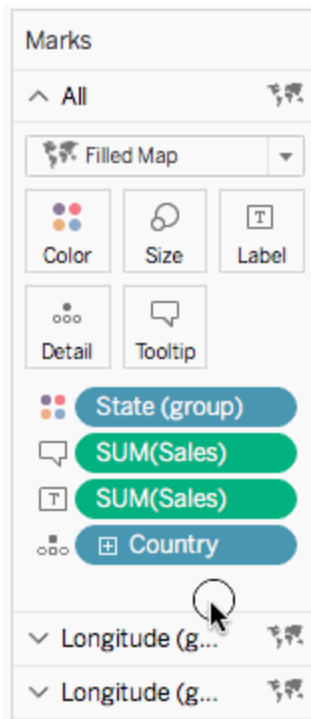 Marks
All
Filled Map
Color Size Label
Detail Tooltip
State (group)
SUM(Sales)
T SUM(Sales)
Country
Longitude (g...
Longitude (g...